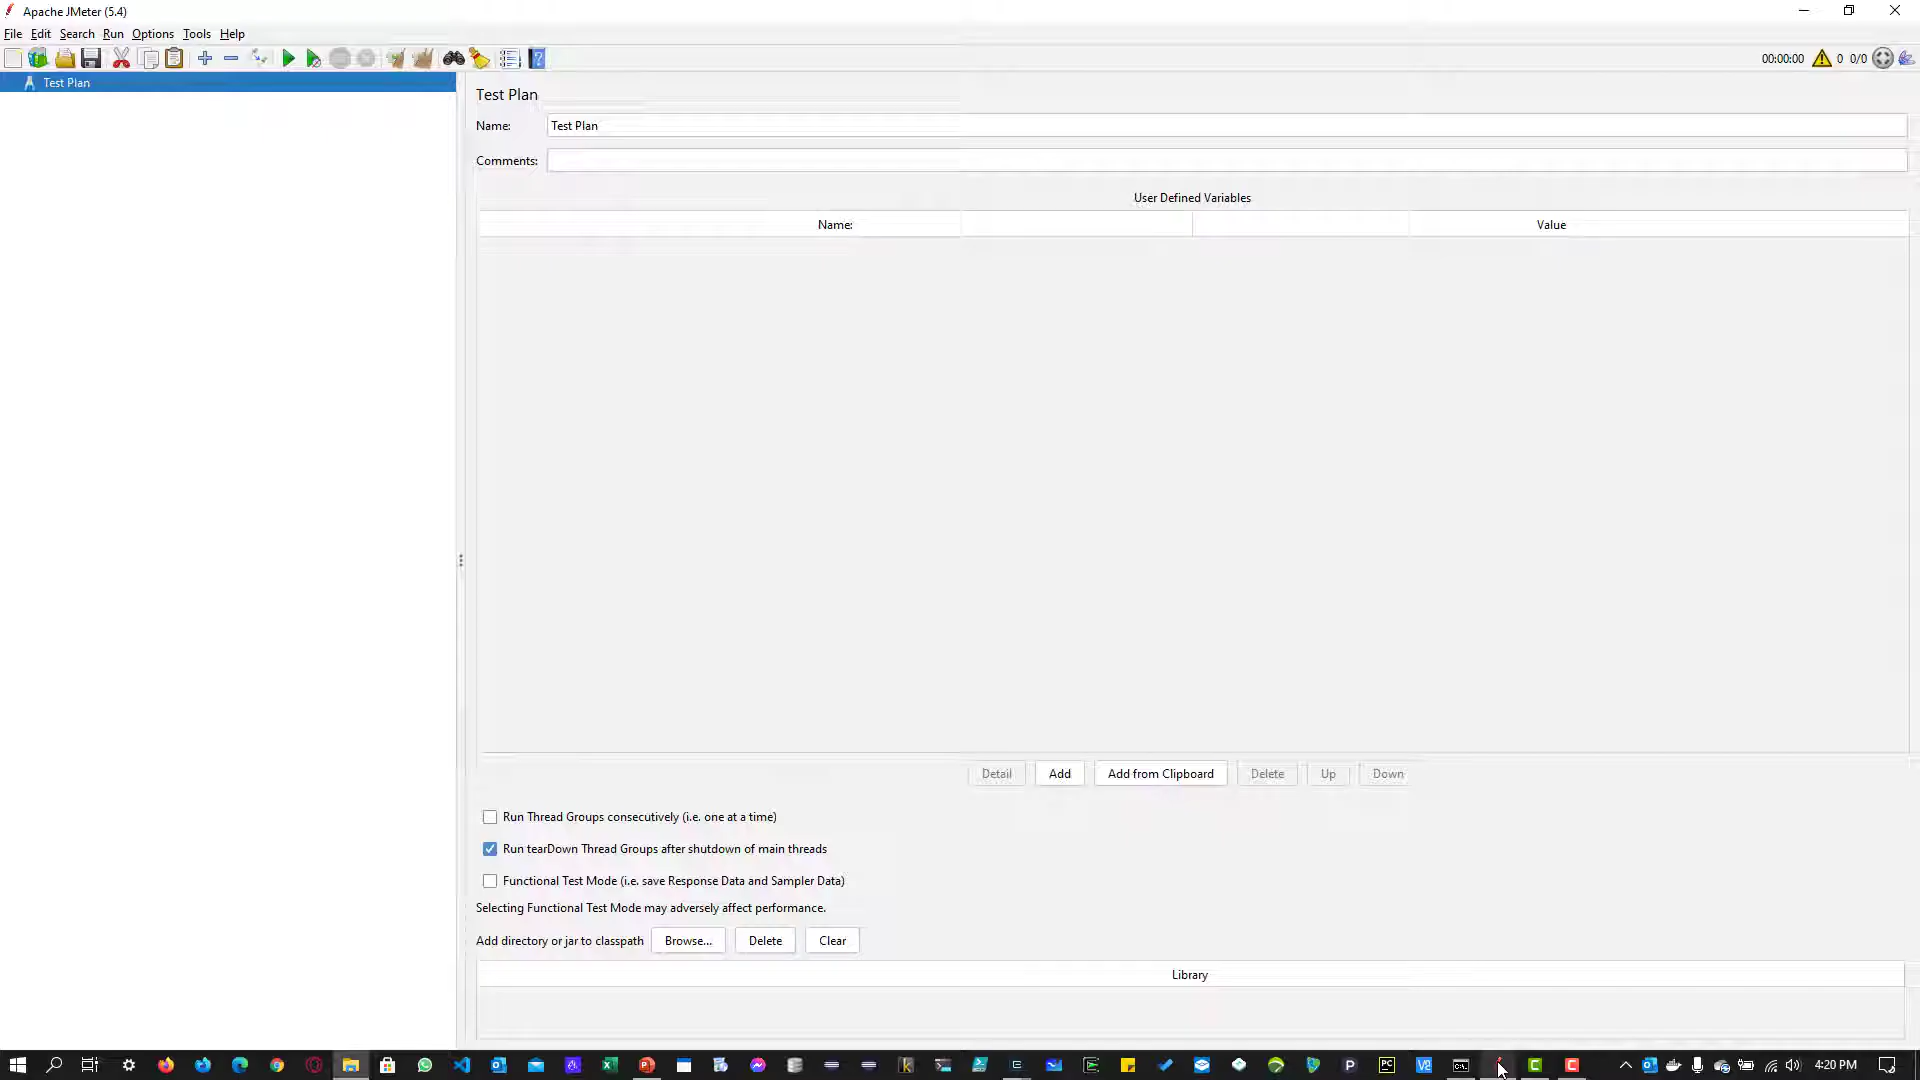 Apache JMeter (5.4)
File Edit Search Run Options Tools Help
00:00:00 0 0/0
Test Plan
Test Plan
Name: Test Plan
Comments:
User Defined Variables
Name: Value
Detail Add Add from Clipboard Delete Up Down
Run Thread Groups consecutively (i.e. one at a time)
Run tearDown Thread Groups after shutdown of main threads
Functional Test Mode (i.e. save Response Data and Sampler Data)
Selecting Functional Test Mode may adversely affect performance.
Add directory or jar to classpath Browse... Delete Clear
Library
4:20 PM